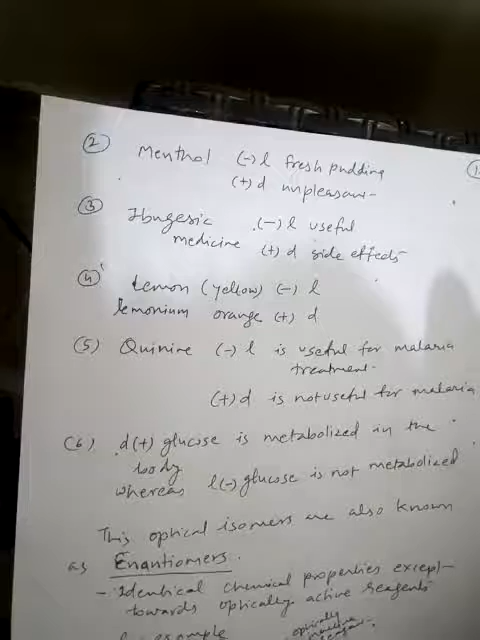 (2) Menthol (-) l fresh pudding
(+) d unpleasant
(3) Ibugesic (-) l useful
medicine (+) d side effects
(4) Lemon (yellow) (-) l
lemonium orange (+) d
(5) Quinine (-) l is useful for malaria
treatment.
(+) d is not useful for malaria
(6) d(+) glucose is metabolized in the
body
whereas l(-) glucose is not metabolized
This optical isomers are also known
as Enantiomers.
- Identical chemical properties except
towards optically active reagents
example
optically